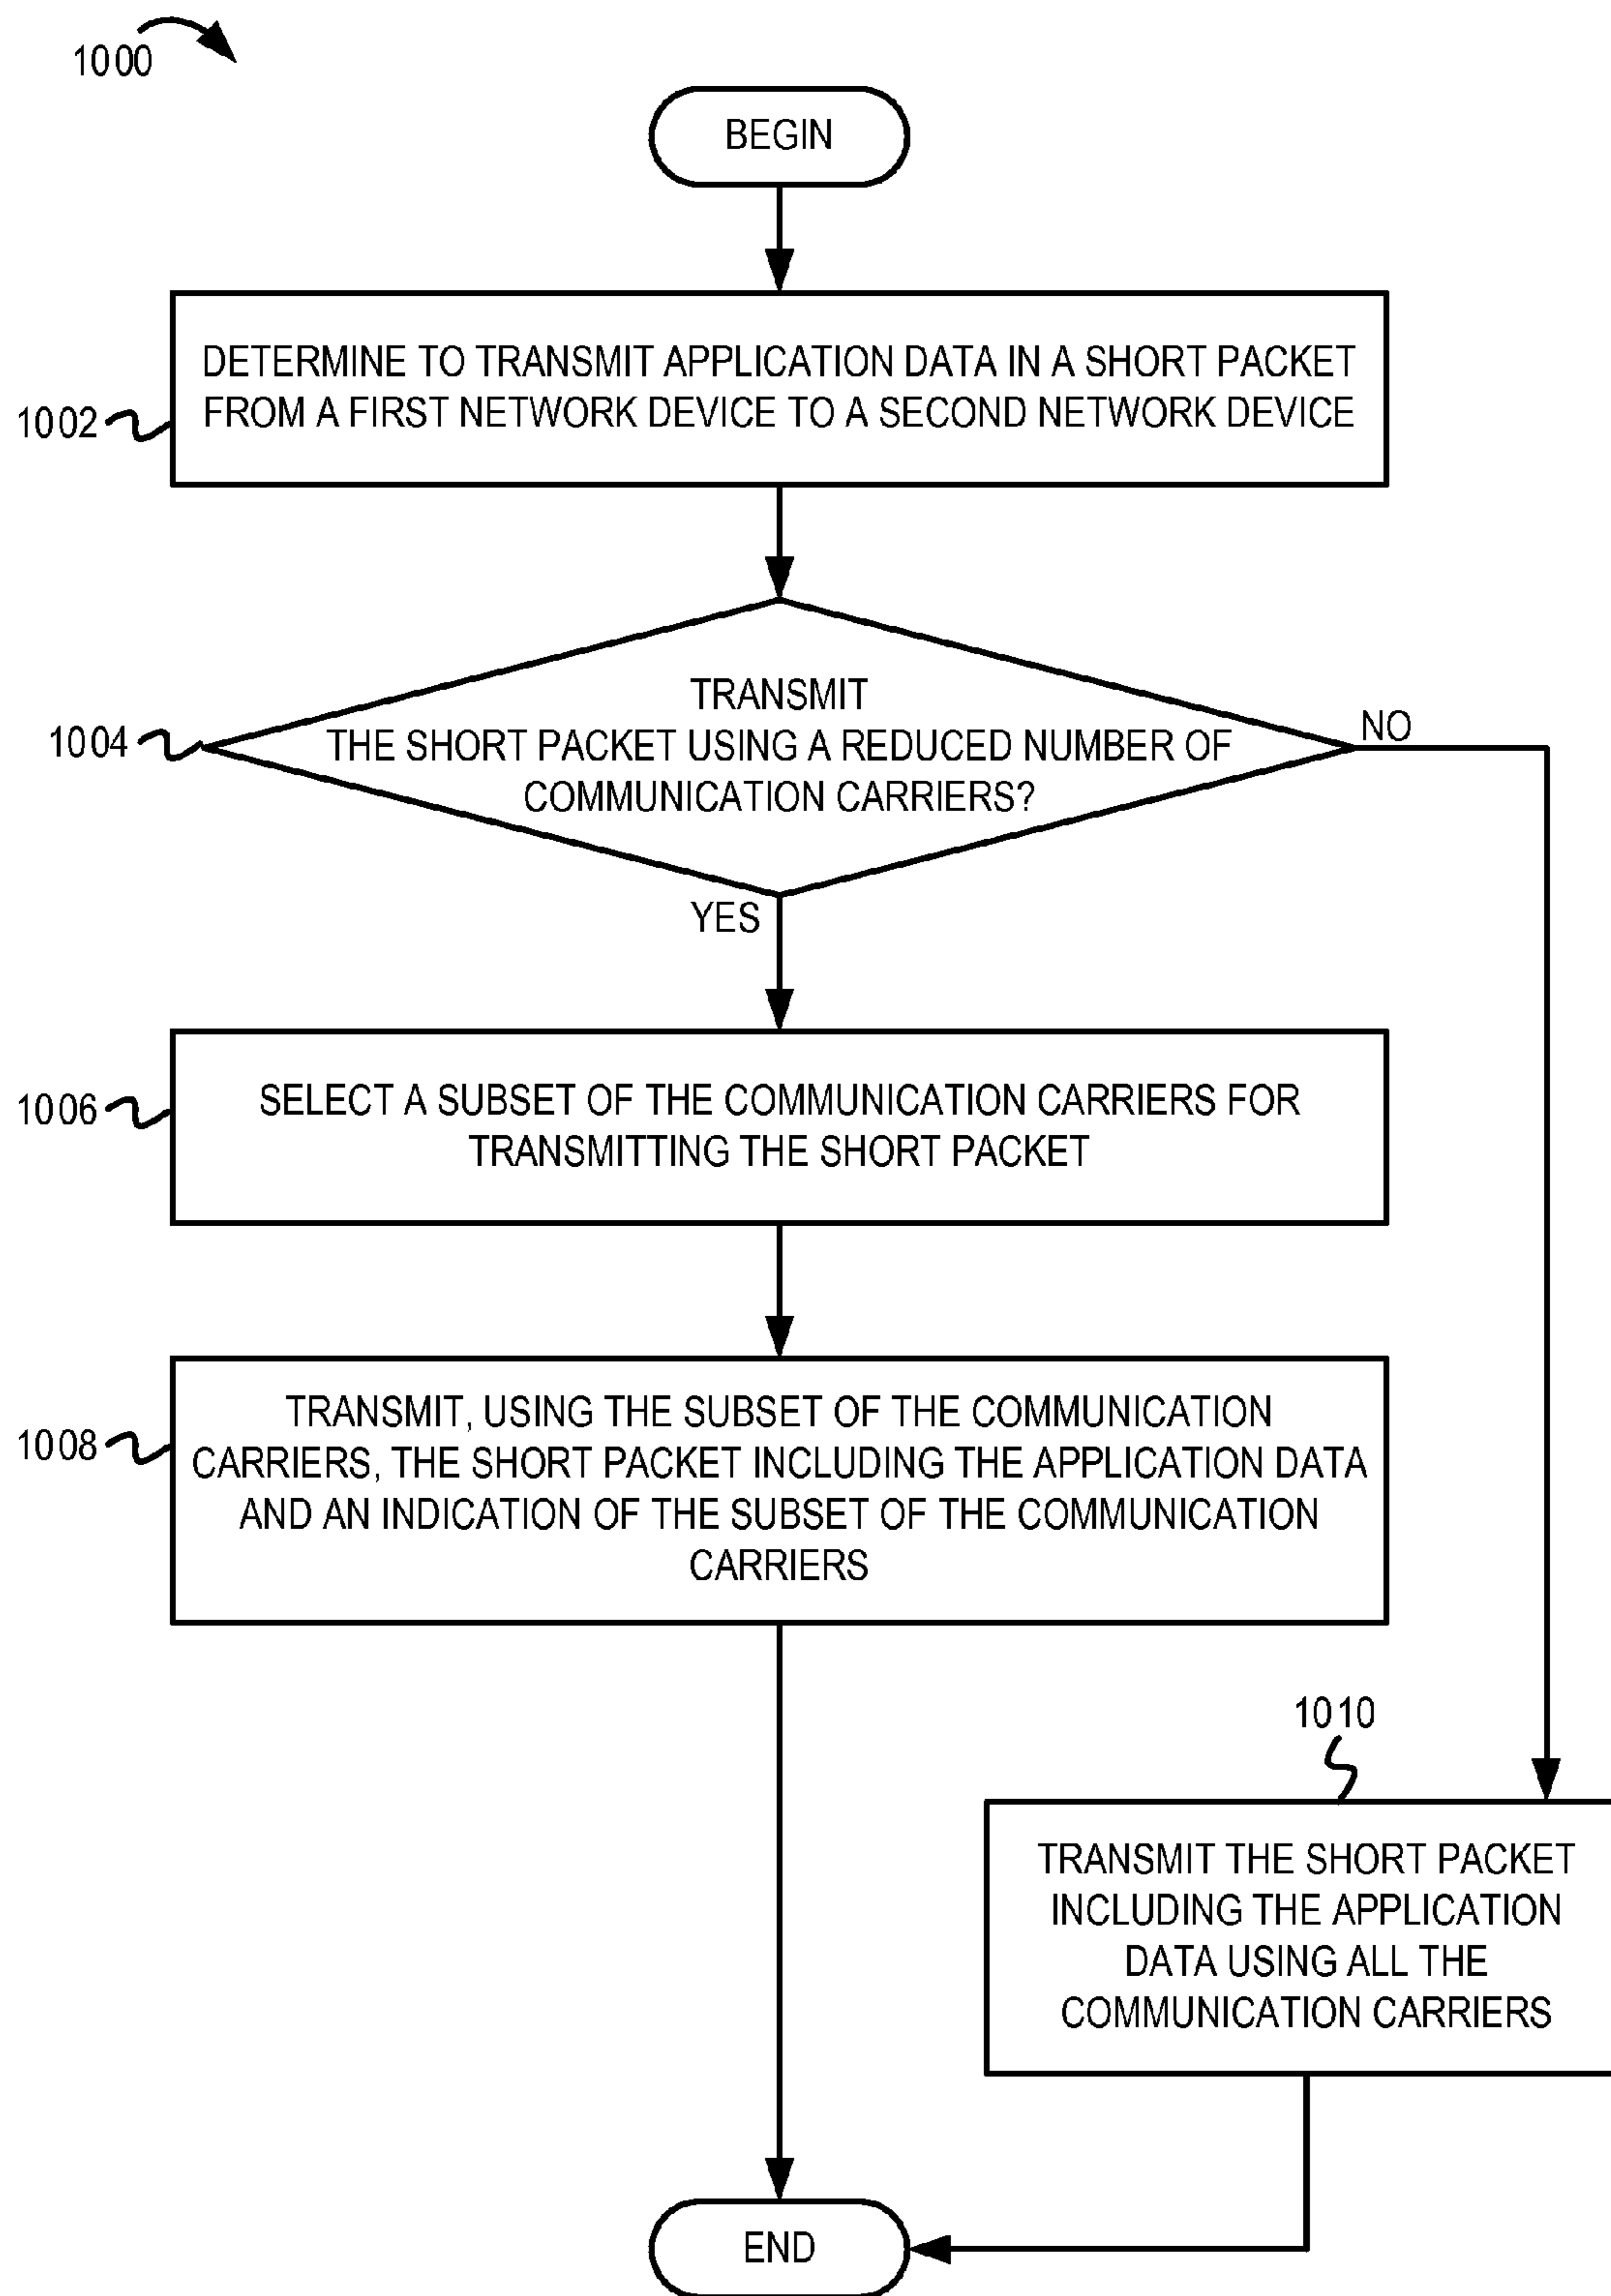 1000
BEGIN
DETERMINE TO TRANSMIT APPLICATION DATA IN A SHORT PACKET
FROM A FIRST NETWORK DEVICE TO A SECOND NETWORK DEVICE
1002
TRANSMIT
THE SHORT PACKET USING A REDUCED NUMBER OF
COMMUNICATION CARRIERS?
1004
NO
YES
SELECT A SUBSET OF THE COMMUNICATION CARRIERS FOR
TRANSMITTING THE SHORT PACKET
1006
TRANSMIT, USING THE SUBSET OF THE COMMUNICATION
CARRIERS, THE SHORT PACKET INCLUDING THE APPLICATION DATA
AND AN INDICATION OF THE SUBSET OF THE COMMUNICATION
CARRIERS
1008
1010
TRANSMIT THE SHORT PACKET
INCLUDING THE APPLICATION
DATA USING ALL THE
COMMUNICATION CARRIERS
END